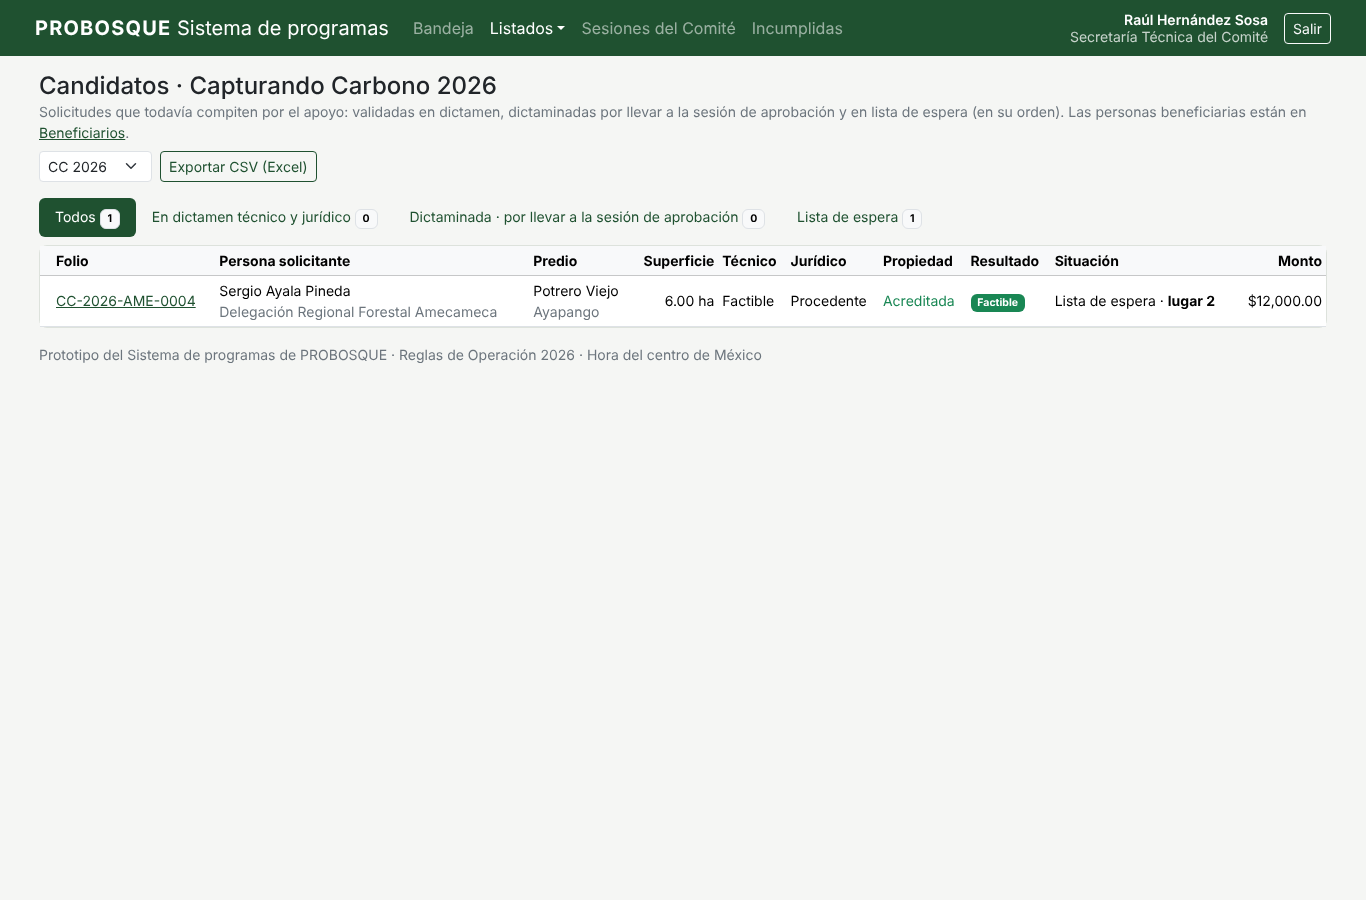 PROBOSQUE Sistema de programas Bandeja Listados Sesiones del Comité Incumplidas Raúl Hernández Sosa Salir
Secretaría Técnica del Comité
Candidatos · Capturando Carbono 2026
Solicitudes que todavía compiten por el apoyo: validadas en dictamen, dictaminadas por llevar a la sesión de aprobación y en lista de espera (en su orden). Las personas beneficiarias están en
Beneficiarios.
CC 2026 Exportar CSV (Excel)
Todos 1 En dictamen técnico y jurídico 0 Dictaminada · por llevar a la sesión de aprobación 0 Lista de espera 1
Folio Persona solicitante Predio Superficie Técnico Jurídico Propiedad Resultado Situación Monto
CC-2026-AME-0004 Sergio Ayala Pineda Potrero Viejo 6.00 ha Factible Procedente Acreditada Factible Lista de espera · lugar 2 $12,000.00
Delegación Regional Forestal Amecameca Ayapango
Prototipo del Sistema de programas de PROBOSQUE · Reglas de Operación 2026 · Hora del centro de México